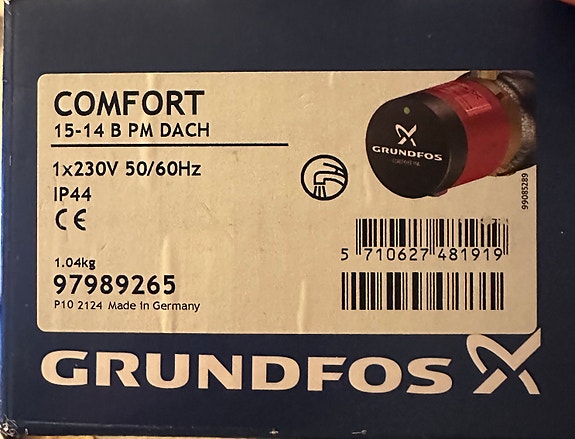 COMFORT
15-14 B PM DACH
1x230V 50/60Hz
IP44
CE
GRUNDFOS
99085289
5 710627 481919
1.04kg
97989265
P10 2124 Made in Germany
GRUNDFOS